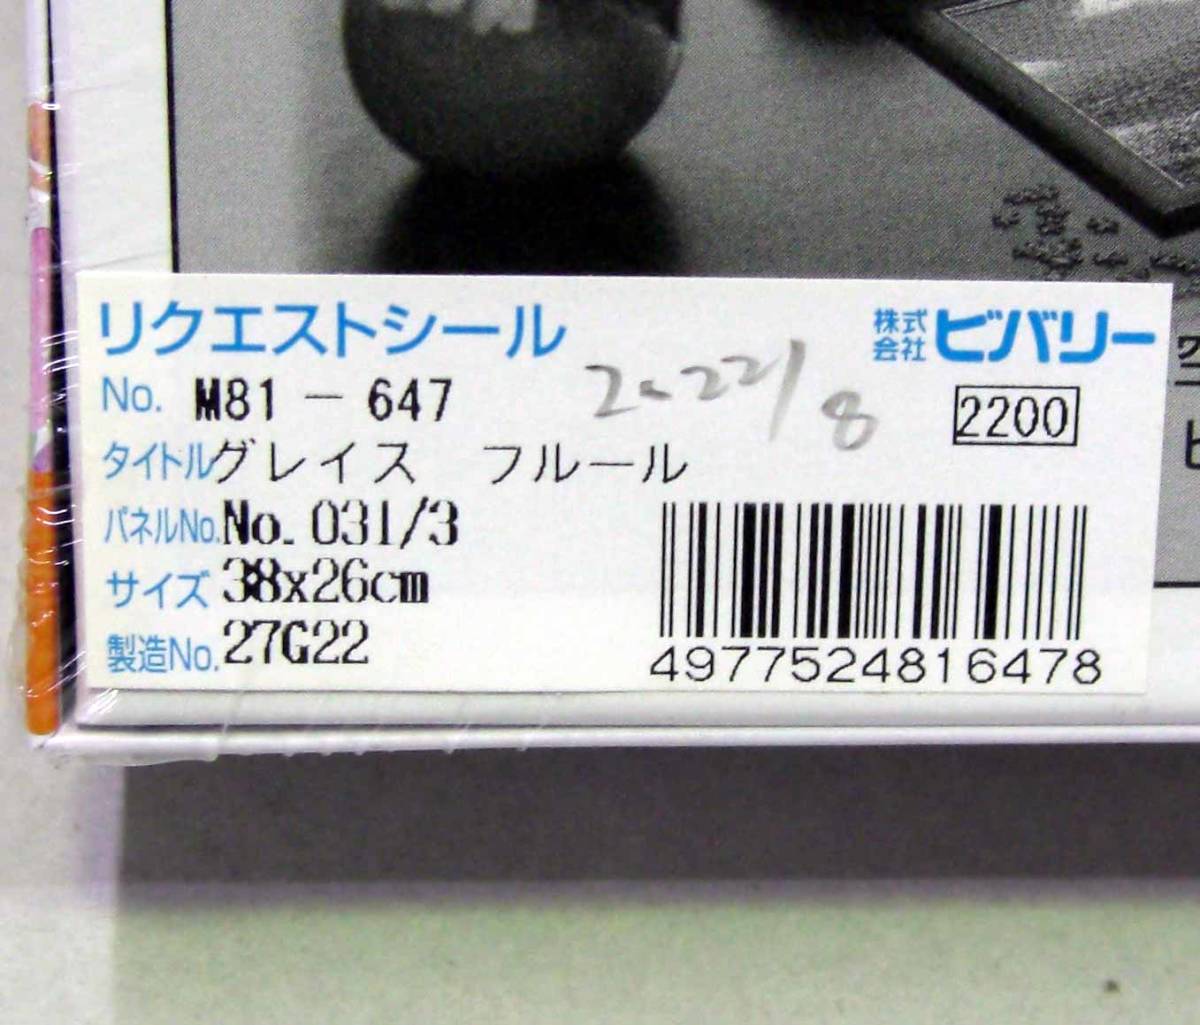 リクエストシール
株式会社 ビバリー
No. M81-647
2200
タイトル グレイス フルール
パネルNo. No. 031/3
サイズ 38x26cm
製造No. 27G22
4977524816478